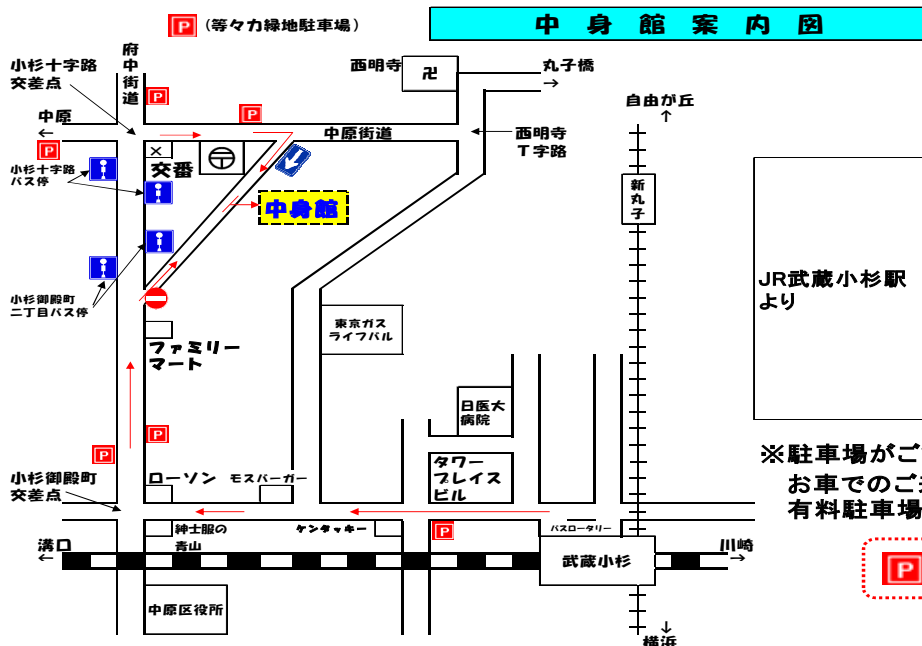 P
(等々力緑地駐車場)
中身館案内図
府中街道
小杉十字路
交差点
西明寺
卍
丸子橋
→
P
P
自由が丘
↑
中原
←
中原街道
西明寺
T字路
P
×
交番
〒
小杉十字路
バス停
新丸子
中身館
JR武蔵小杉駅
より
小杉御殿町
二丁目バス停
東京ガス
ライフバル
ファミリー
マート
日医大
病院
P
P
※駐車場がご
お車でのご来
有料駐車場
小杉御殿町
交差点
ローソン
モスバーガー
タワー
プレイス
ビル
紳士服の
青山
ケンタッキー
P
バスロータリー
溝口
←
武蔵小杉
川崎
→
P
中原区役所
↓
横浜